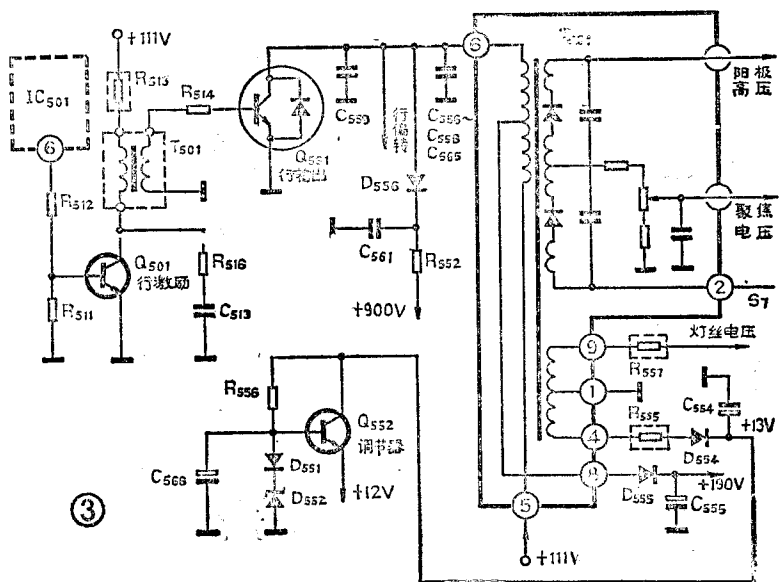 +111V
R513
IC501
6
R514
T501
R512
Q501
行激励
R511
R516
C513
Q551
行输出
C559
行偏转
C556~
C558
C565
D556
C561
R552
+900V
6
阳极
高压
聚焦
电压
2
S7
9
灯丝电压
R557
1
R555
C554
4
+13V
D554
8
D555
+190V
C555
5
+111V
R556
Q552
调节器
D551
D552
C566
+12V
③